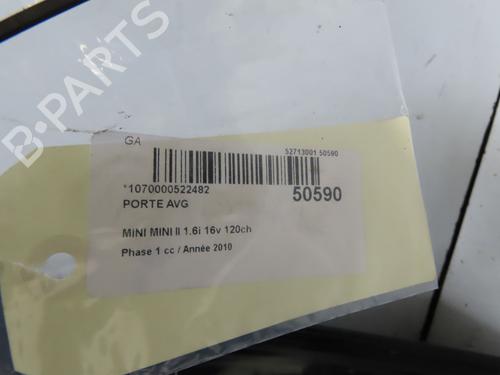 B-PARTS
GA
52713001 50590
*1070000522482
50590
PORTE AVG
MINI MINI II 1.6i 16v 120ch
Phase 1 cc / Année 2010